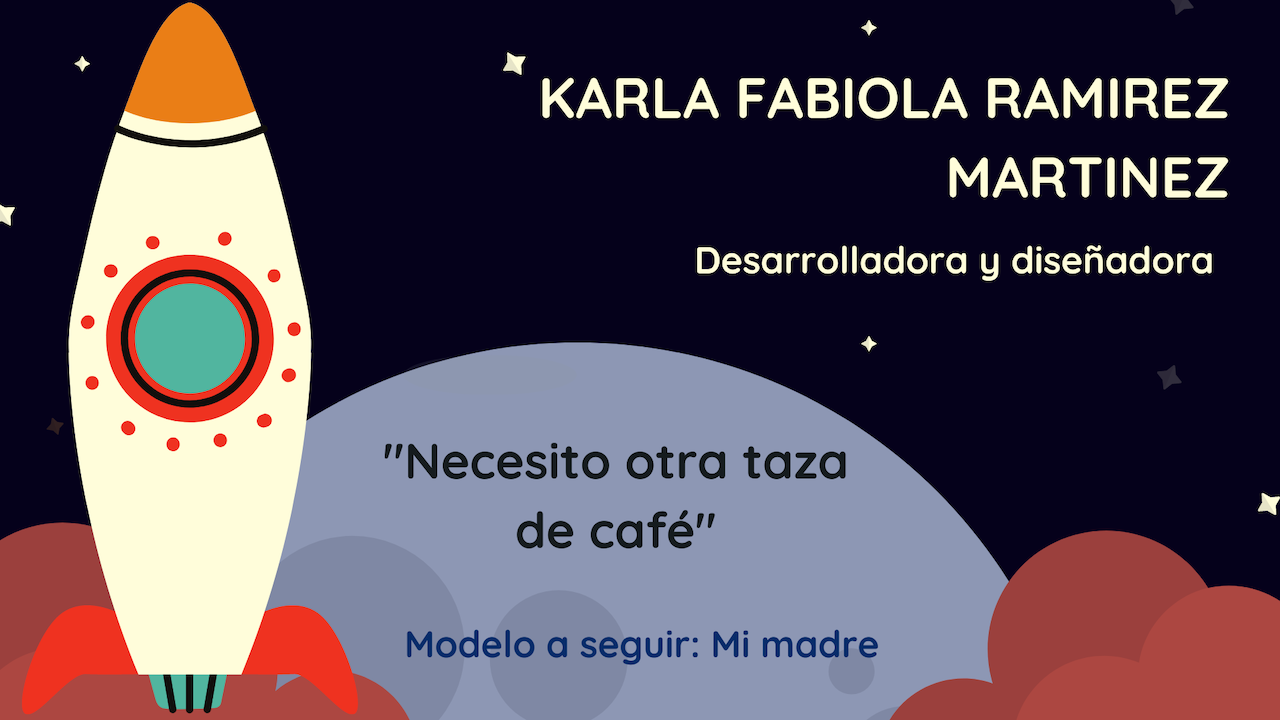 KARLA FABIOLA RAMIREZ
MARTINEZ
Desarrolladora y diseñadora
"Necesito otra taza
de café"
Modelo a seguir: Mi madre